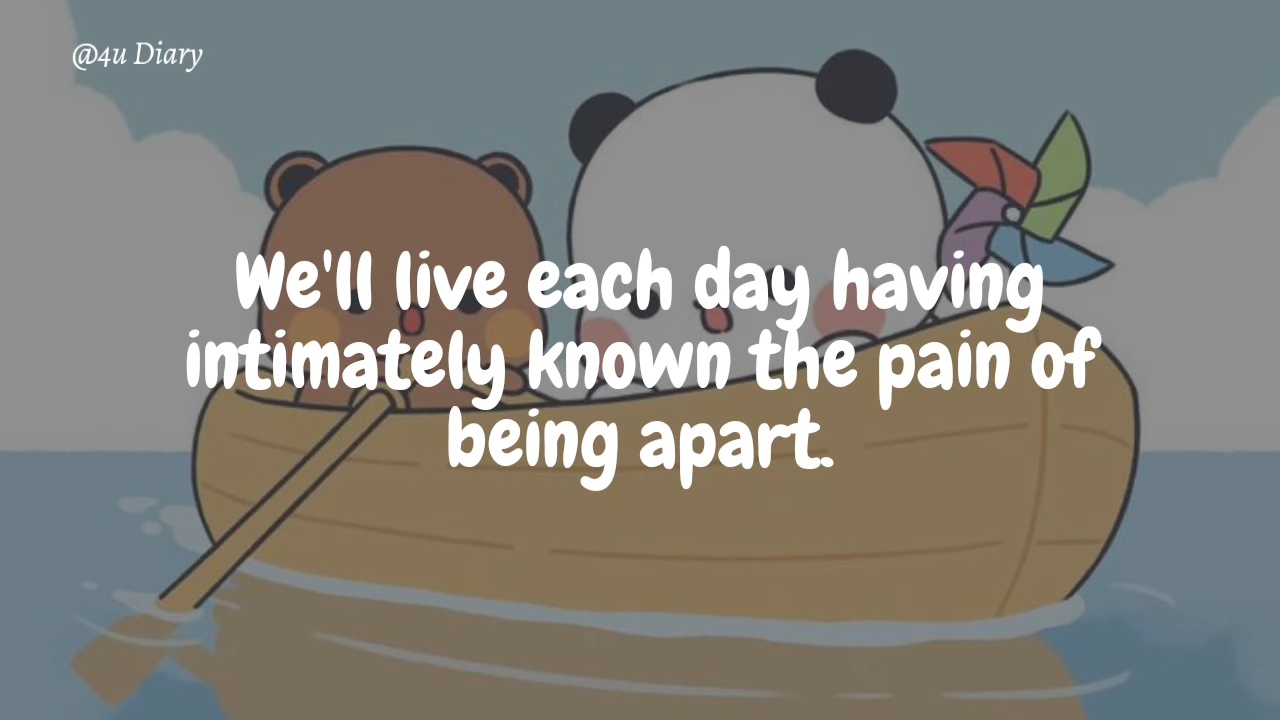 @4u Diary
We'll live each day having
intimately known the pain of
being apart.